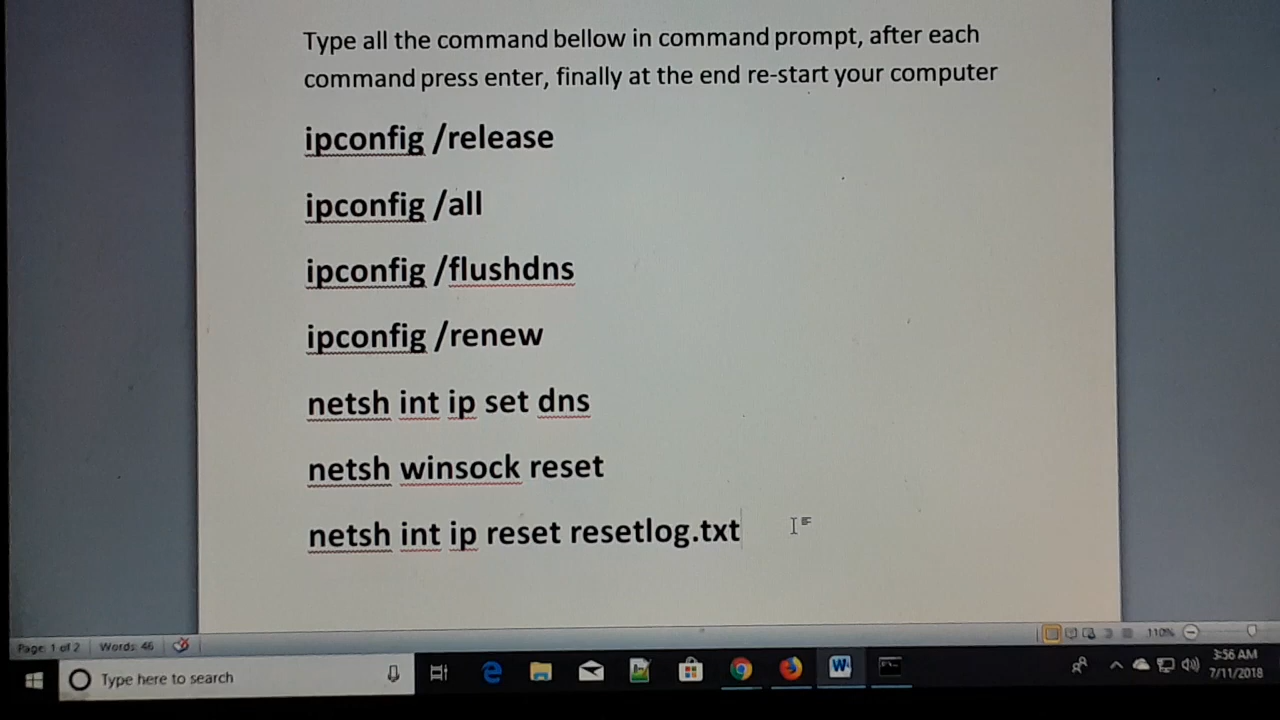 Type all the command bellow in command prompt, after each
command press enter, finally at the end re-start your computer
ipconfig /release
ipconfig /all
ipconfig /flushdns
ipconfig /renew
netsh int ip set dns
netsh winsock reset
netsh int ip reset resetlog.txt
Page: 1 of 2 Words: 46 110%
Type here to search
3:56 AM
7/11/2018